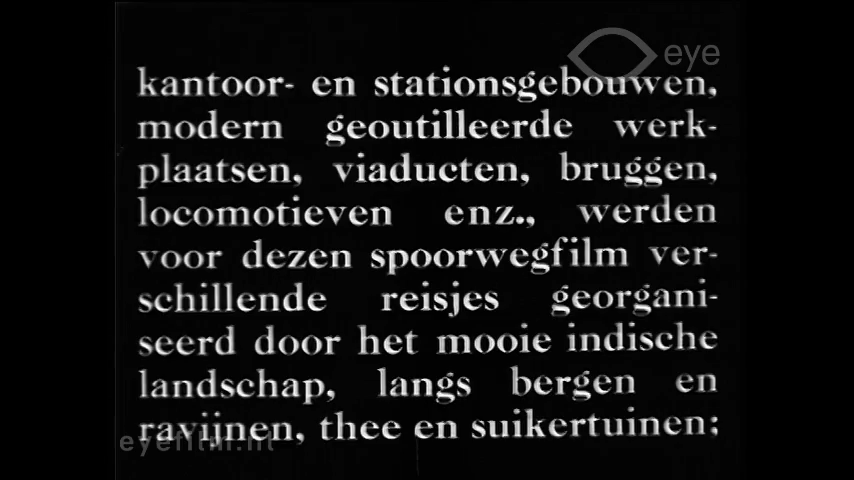 eye
kantoor- en stationsgebouwen,
modern geoutilleerde werk-
plaatsen, viaducten, bruggen,
locomotieven enz., werden
voor dezen spoorwegfilm ver-
schillende reisjes georgani-
seerd door het mooie indische
landschap, langs bergen en
ravijnen, thee en suikertuinen;
eyefilm.nl